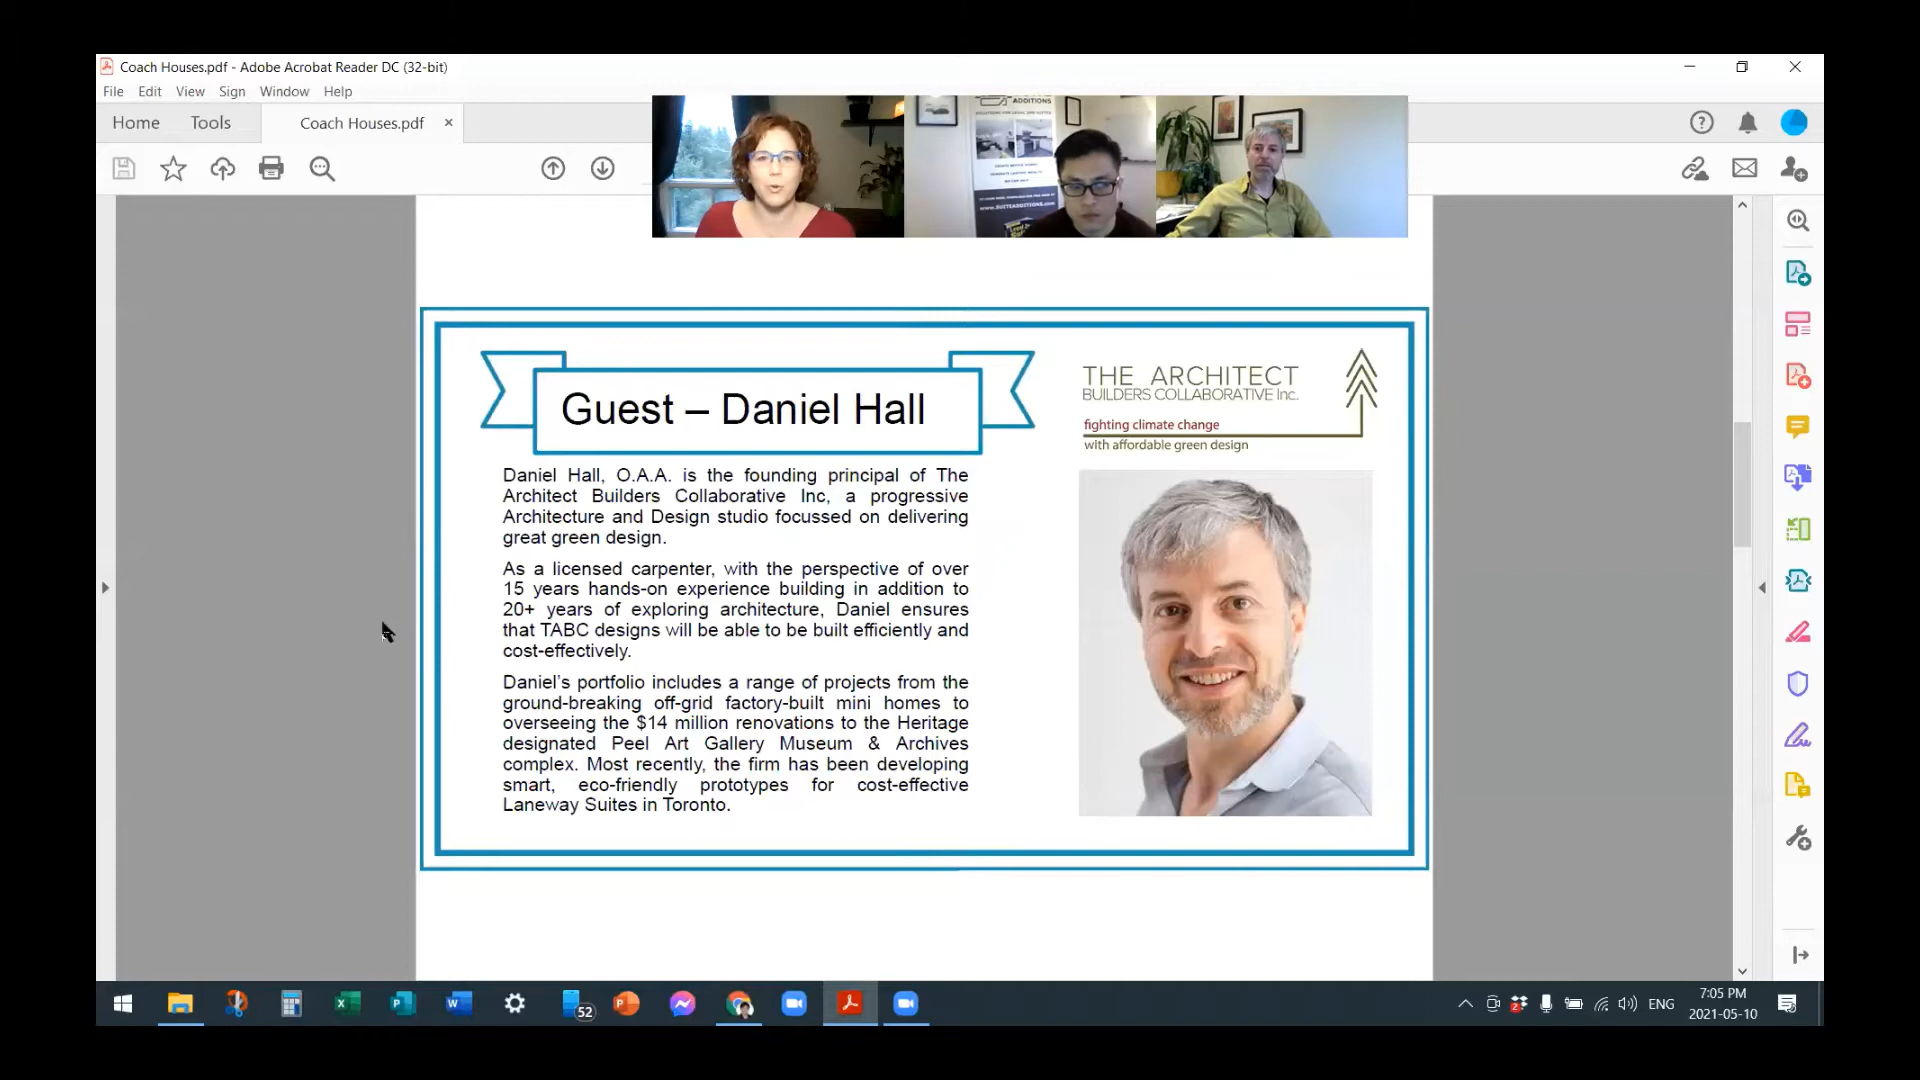 Coach Houses.pdf - Adobe Acrobat Reader DC (32-bit)
File Edit View Sign Window Help
Home Tools Coach Houses.pdf
ADDITIONS
WWW.SUITEADDITIONS.COM
Guest – Daniel Hall
THE ARCHITECT
BUILDERS COLLABORATIVE Inc.
fighting climate change
with affordable green design
Daniel Hall, O.A.A. is the founding principal of The
Architect Builders Collaborative Inc, a progressive
Architecture and Design studio focussed on delivering
great green design.
As a licensed carpenter, with the perspective of over
15 years hands-on experience building in addition to
20+ years of exploring architecture, Daniel ensures
that TABC designs will be able to be built efficiently and
cost-effectively.
Daniel’s portfolio includes a range of projects from the
ground-breaking off-grid factory-built mini homes to
overseeing the $14 million renovations to the Heritage
designated Peel Art Gallery Museum & Archives
complex. Most recently, the firm has been developing
smart, eco-friendly prototypes for cost-effective
Laneway Suites in Toronto.
52
2
ENG
7:05 PM
2021-05-10